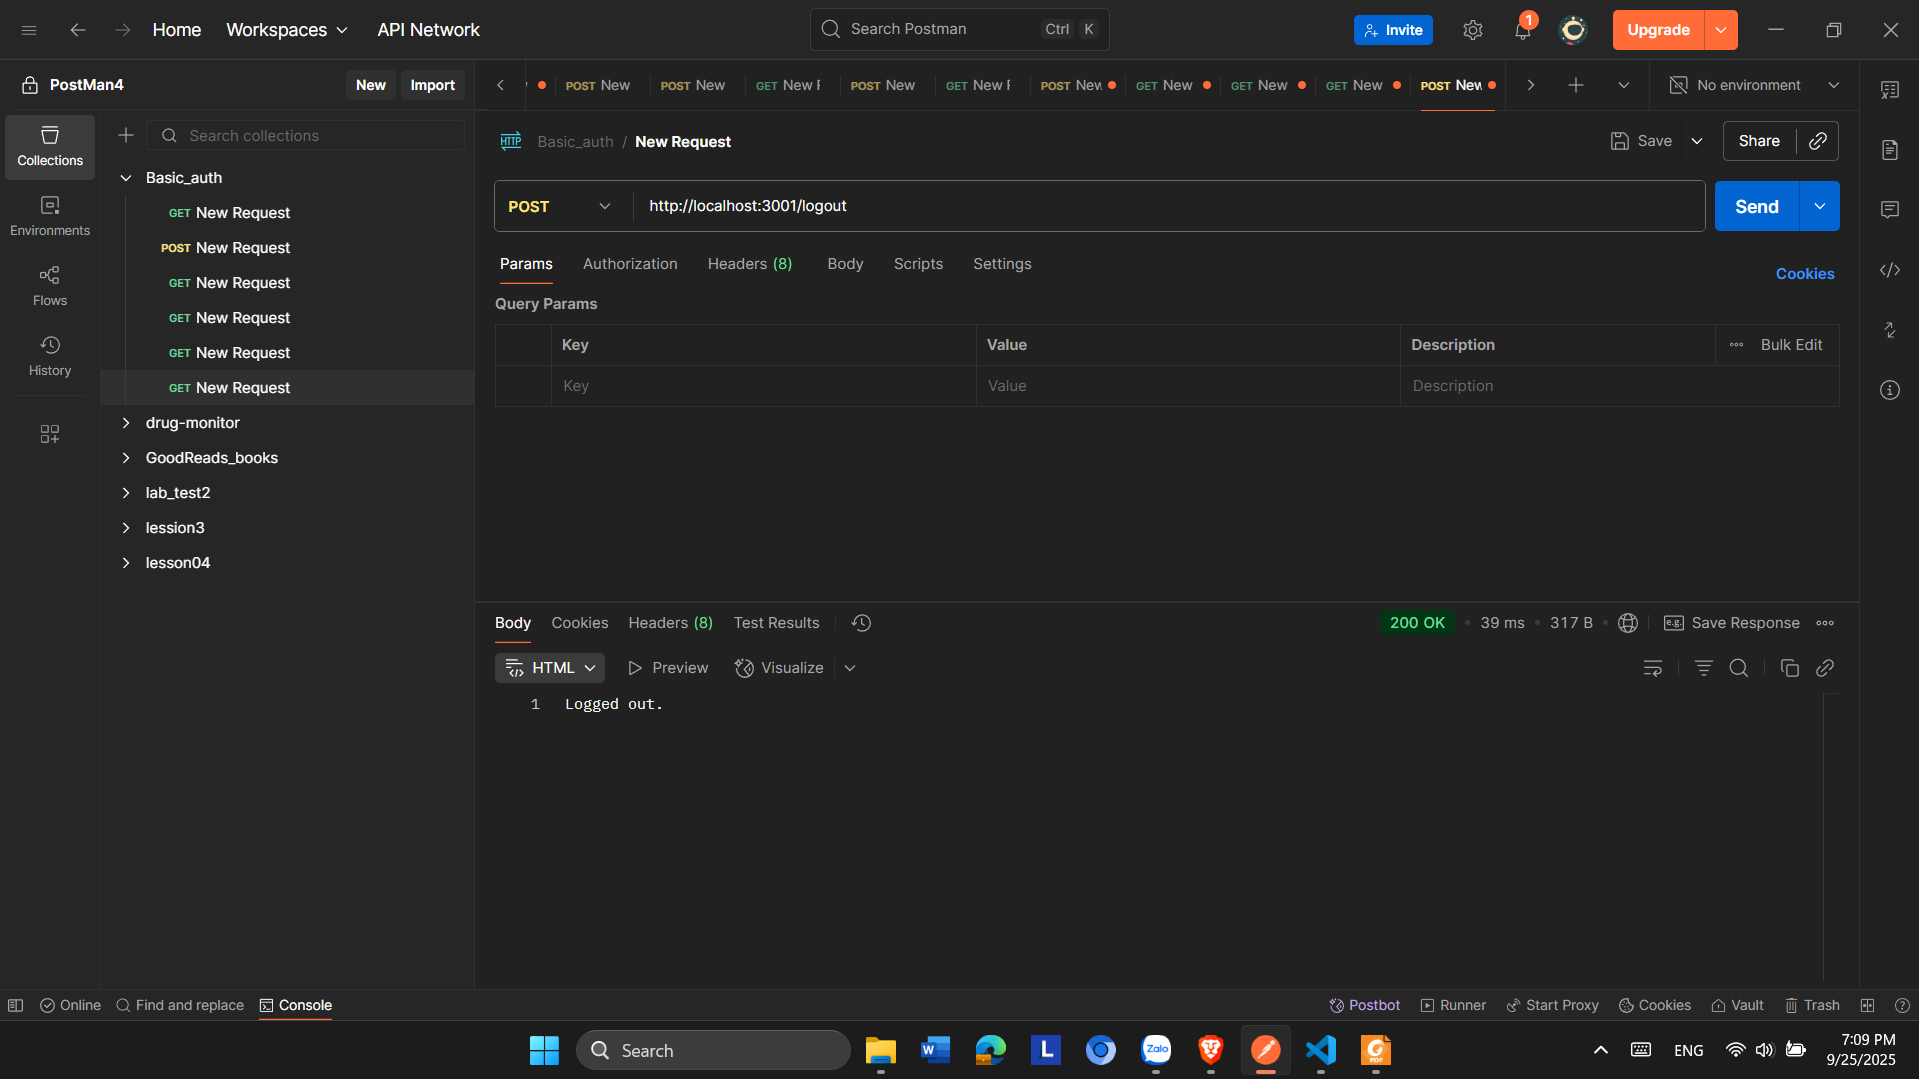 Home Workspaces API Network Search Postman Ctrl K Invite 1 Upgrade
PostMan4 New Import
POST New POST New GET New POST New GET New POST New GET New GET New GET New POST New No environment
Collections
Environments
Flows
History
Search collections
Basic_auth
GET New Request
POST New Request
GET New Request
GET New Request
GET New Request
GET New Request
drug-monitor
GoodReads_books
lab_test2
lession3
lesson04
HTTP Basic_auth / New Request Save Share
POST http://localhost:3001/logout Send
Params Authorization Headers (8) Body Scripts Settings Cookies
Query Params
Key Value Description Bulk Edit
Key Value Description
Body Cookies Headers (8) Test Results 200 OK • 39 ms • 317 B • e.g. Save Response
HTML Preview Visualize
1 Logged out.
Online Find and replace Console Postbot Runner Start Proxy Cookies Vault Trash
Search W L Zalo PDF ENG 7:09 PM
9/25/2025